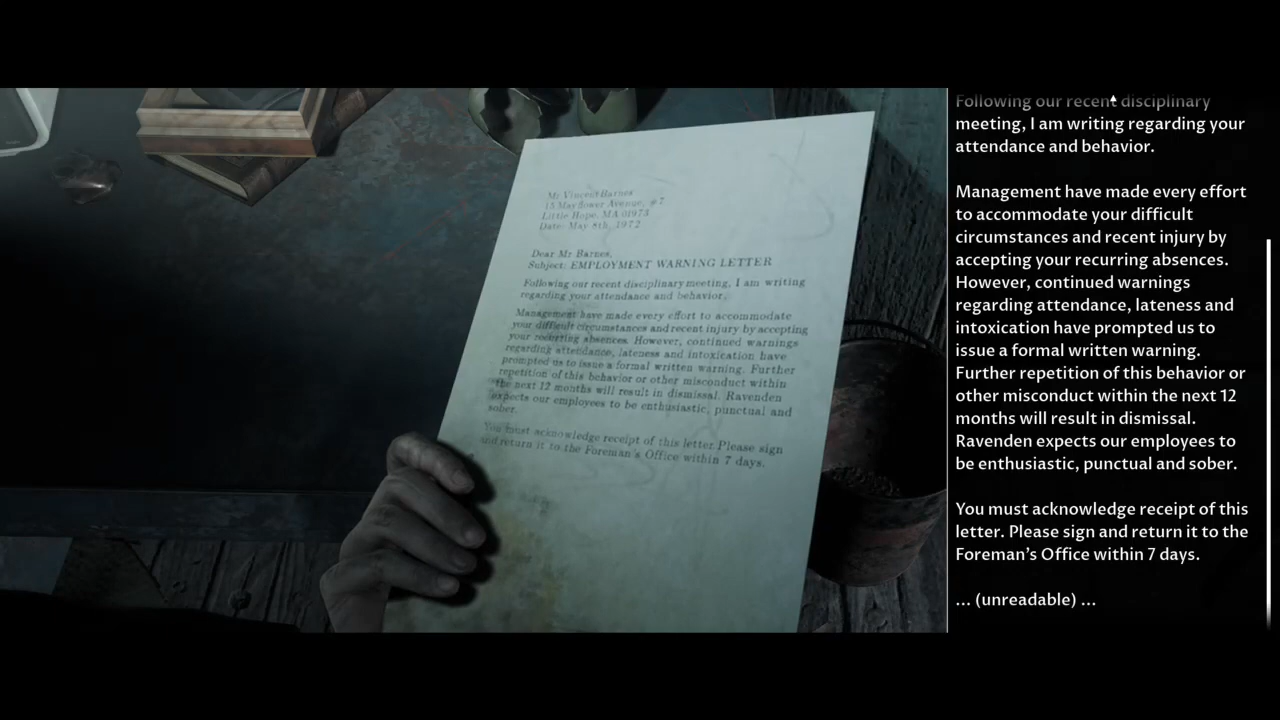 Mr Vincent Barnes
15 Mayflower Avenue, #7
Little Hope, MA 01973
Date: May 8th, 1972
Dear Mr Barnes,
Subject: EMPLOYMENT WARNING LETTER
Following our recent disciplinary meeting, I am writing
regarding your attendance and behavior.
Management have made every effort to accommodate
your difficult circumstances and recent injury by accepting
your recurring absences. However, continued warnings
regarding attendance, lateness and intoxication have
prompted us to issue a formal written warning. Further
repetition of this behavior or other misconduct within
the next 12 months will result in dismissal. Ravenden
expects our employees to be enthusiastic, punctual and
sober.
You must acknowledge receipt of this letter. Please sign
and return it to the Foreman's Office within 7 days.
Following our recent disciplinary
meeting, I am writing regarding your
attendance and behavior.
Management have made every effort
to accommodate your difficult
circumstances and recent injury by
accepting your recurring absences.
However, continued warnings
regarding attendance, lateness and
intoxication have prompted us to
issue a formal written warning.
Further repetition of this behavior or
other misconduct within the next 12
months will result in dismissal.
Ravenden expects our employees to
be enthusiastic, punctual and sober.
You must acknowledge receipt of this
letter. Please sign and return it to the
Foreman's Office within 7 days.
... (unreadable) ...